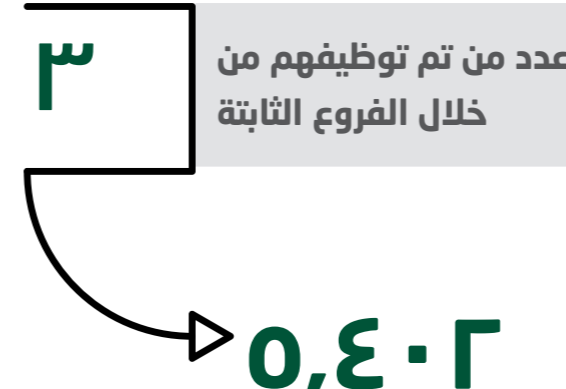 ٣
عدد من تم توظيفهم من
خلال الفروع الثابتة
٥,٤٠٢